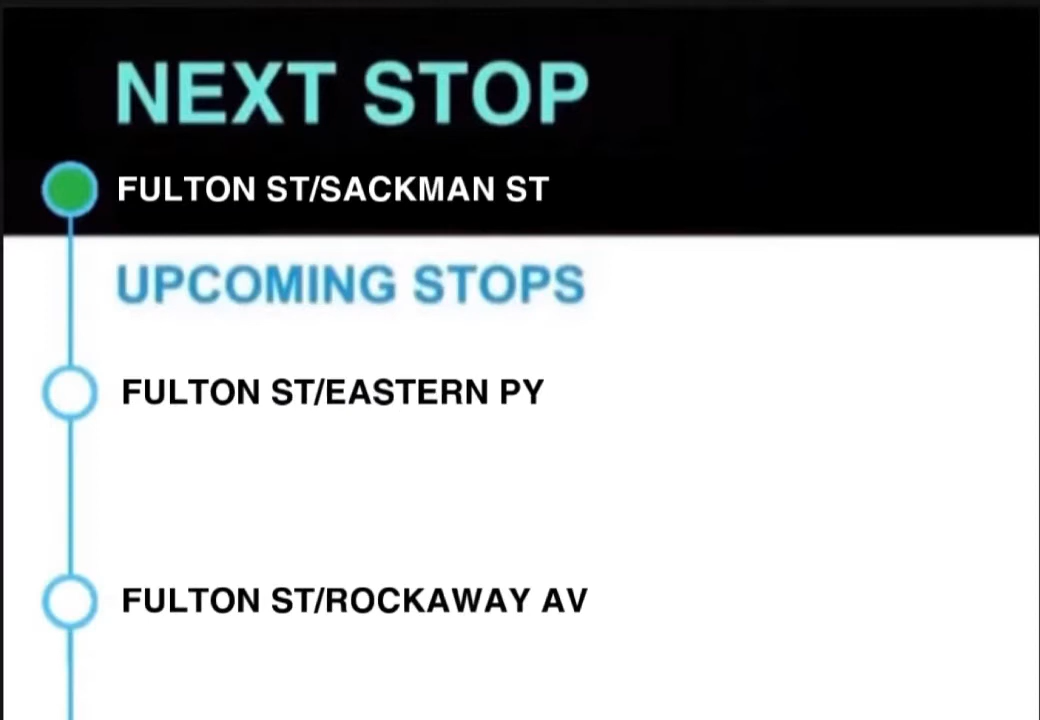 NEXT STOP
FULTON ST/SACKMAN ST
UPCOMING STOPS
FULTON ST/EASTERN PY
FULTON ST/ROCKAWAY AV